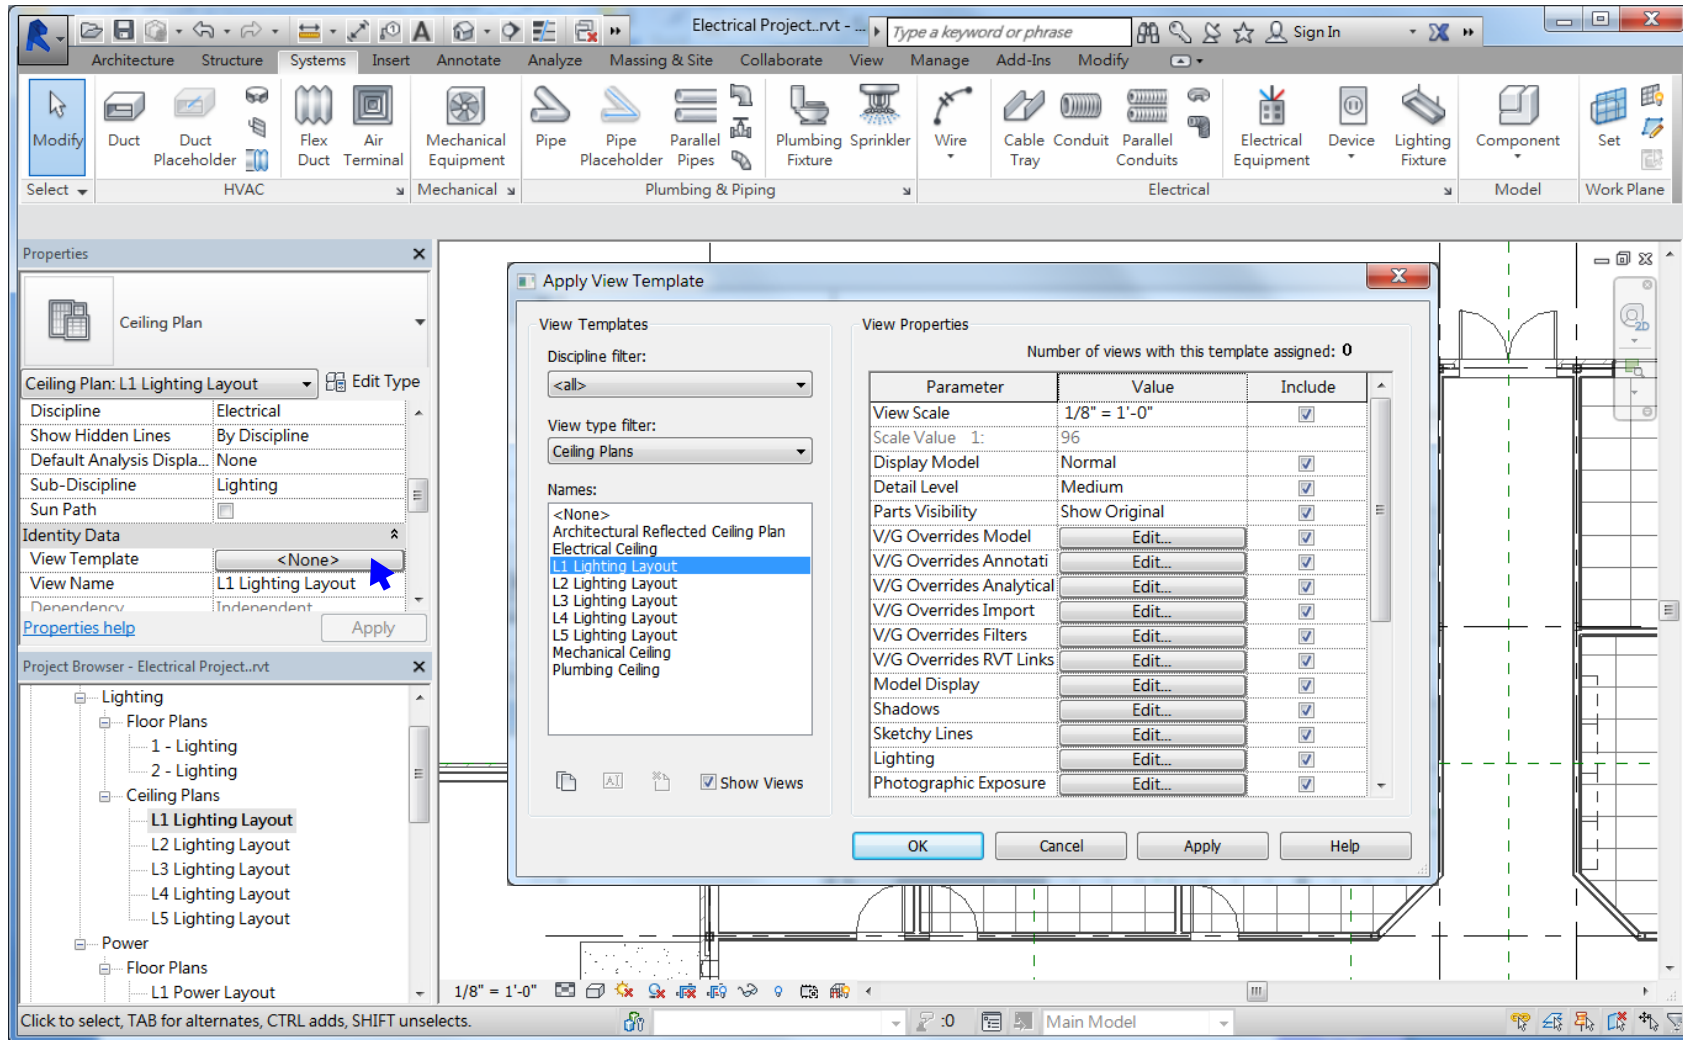 Electrical Project..rvt - ...
Type a keyword or phrase
Sign In
Architecture Structure Systems Insert Annotate Analyze Massing & Site Collaborate View Manage Add-Ins Modify
Modify
Duct
Duct Placeholder
Flex Duct
Air Terminal
Mechanical Equipment
Pipe
Pipe Placeholder
Parallel Pipes
Plumbing Fixture
Sprinkler
Wire
Cable Tray
Conduit
Parallel Conduits
Electrical Equipment
Device
Lighting Fixture
Component
Set
Select HVAC Mechanical Plumbing & Piping Electrical Model Work Plane
Properties
Ceiling Plan
Ceiling Plan: L1 Lighting Layout Edit Type
Discipline Electrical
Show Hidden Lines By Discipline
Default Analysis Displa... None
Sub-Discipline Lighting
Sun Path
Identity Data
View Template <None>
View Name L1 Lighting Layout
Dependency Independent
Properties help Apply
Project Browser - Electrical Project..rvt
Lighting
Floor Plans
1 - Lighting
2 - Lighting
Ceiling Plans
L1 Lighting Layout
L2 Lighting Layout
L3 Lighting Layout
L4 Lighting Layout
L5 Lighting Layout
Power
Floor Plans
L1 Power Layout
Apply View Template
View Templates
Discipline filter:
<all>
View type filter:
Ceiling Plans
Names:
<None>
Architectural Reflected Ceiling Plan
Electrical Ceiling
L1 Lighting Layout
L2 Lighting Layout
L3 Lighting Layout
L4 Lighting Layout
L5 Lighting Layout
Mechanical Ceiling
Plumbing Ceiling
Show Views
View Properties
Number of views with this template assigned: 0
Parameter Value Include
View Scale 1/8" = 1'-0"
Scale Value 1: 96
Display Model Normal
Detail Level Medium
Parts Visibility Show Original
V/G Overrides Model Edit...
V/G Overrides Annotati Edit...
V/G Overrides Analytical Edit...
V/G Overrides Import Edit...
V/G Overrides Filters Edit...
V/G Overrides RVT Links Edit...
Model Display Edit...
Shadows Edit...
Sketchy Lines Edit...
Lighting Edit...
Photographic Exposure Edit...
OK Cancel Apply Help
2D
1/8" = 1'-0"
Click to select, TAB for alternates, CTRL adds, SHIFT unselects.
:0
Main Model